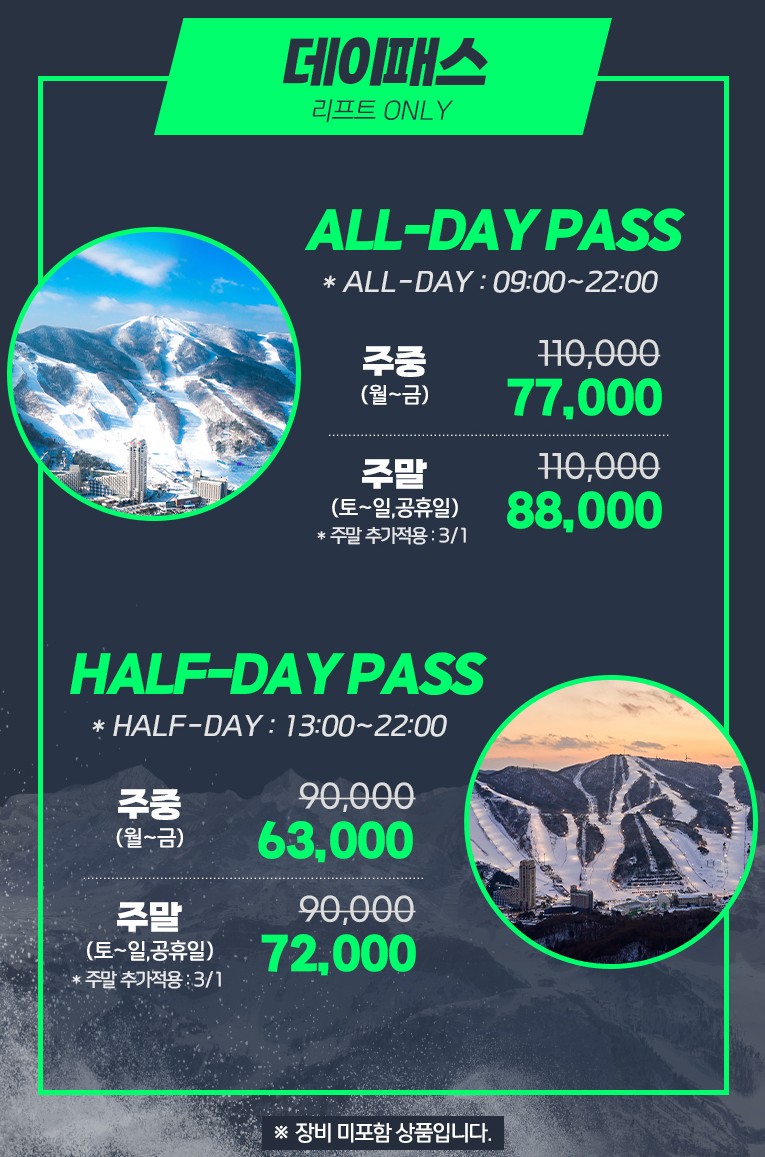 데이패스
리프트 ONLY
ALL-DAY PASS
* ALL-DAY : 09:00~22:00
주중
(월~금)
110,000
77,000
주말
(토~일,공휴일)
* 주말 추가적용 : 3/1
110,000
88,000
HALF-DAY PASS
* HALF-DAY : 13:00~22:00
주중
(월~금)
90,000
63,000
주말
(토~일,공휴일)
* 주말 추가적용 : 3/1
90,000
72,000
※ 장비 미포함 상품입니다.